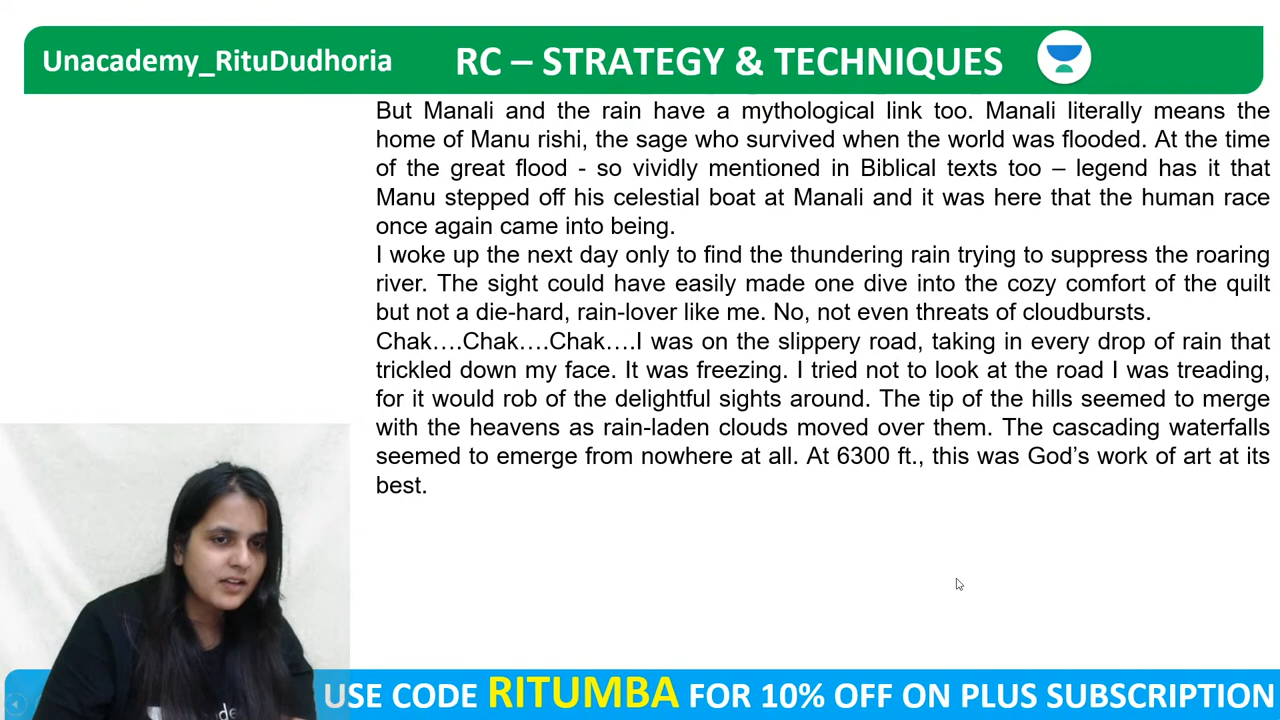 Unacademy_RituDudhoria
RC – STRATEGY & TECHNIQUES
But Manali and the rain have a mythological link too. Manali literally means the
home of Manu rishi, the sage who survived when the world was flooded. At the time
of the great flood - so vividly mentioned in Biblical texts too – legend has it that
Manu stepped off his celestial boat at Manali and it was here that the human race
once again came into being.
I woke up the next day only to find the thundering rain trying to suppress the roaring
river. The sight could have easily made one dive into the cozy comfort of the quilt
but not a die-hard, rain-lover like me. No, not even threats of cloudbursts.
Chak….Chak….Chak….I was on the slippery road, taking in every drop of rain that
trickled down my face. It was freezing. I tried not to look at the road I was treading,
for it would rob of the delightful sights around. The tip of the hills seemed to merge
with the heavens as rain-laden clouds moved over them. The cascading waterfalls
seemed to emerge from nowhere at all. At 6300 ft., this was God’s work of art at its
best.
USE CODE RITUMBA FOR 10% OFF ON PLUS SUBSCRIPTION